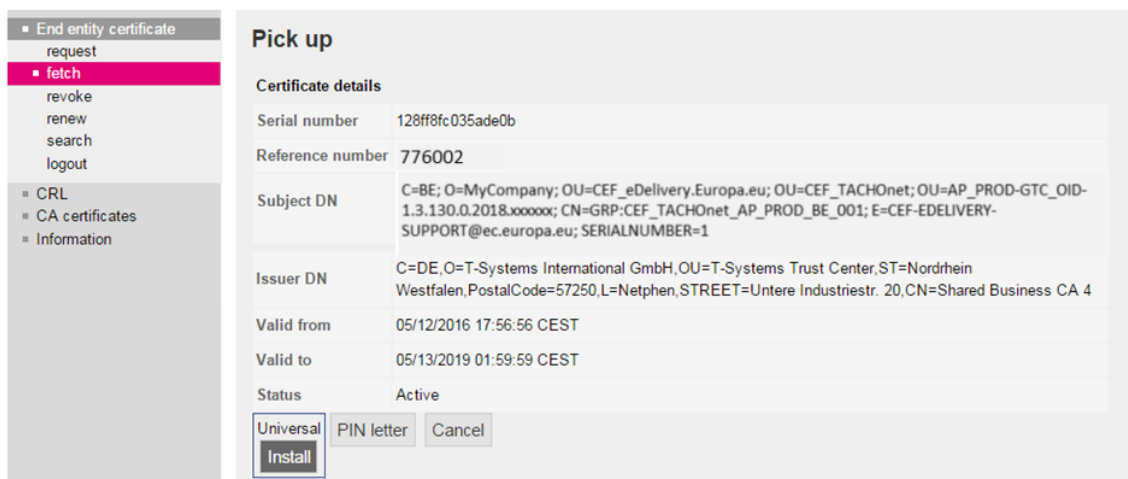 End entity certificate
request
fetch
revoke
renew
search
logout
CRL
CA certificates
Information
Pick up
Certificate details
Serial number 128ff8fc035ade0b
Reference number 776002
Subject DN C=BE; O=MyCompany; OU=CEF_eDelivery.Europa.eu; OU=CEF_TACHOnet; OU=AP_PROD-GTC_OID-
1.3.130.0.2018.xxxxxx; CN=GRP:CEF_TACHOnet_AP_PROD_BE_001; E=CEF-EDELIVERY-
SUPPORT@ec.europa.eu; SERIALNUMBER=1
Issuer DN C=DE,O=T-Systems International GmbH,OU=T-Systems Trust Center,ST=Nordrhein
Westfalen,PostalCode=57250,L=Netphen,STREET=Untere Industriestr. 20,CN=Shared Business CA 4
Valid from 05/12/2016 17:56:56 CEST
Valid to 05/13/2019 01:59:59 CEST
Status Active
Universal
Install
PIN letter
Cancel